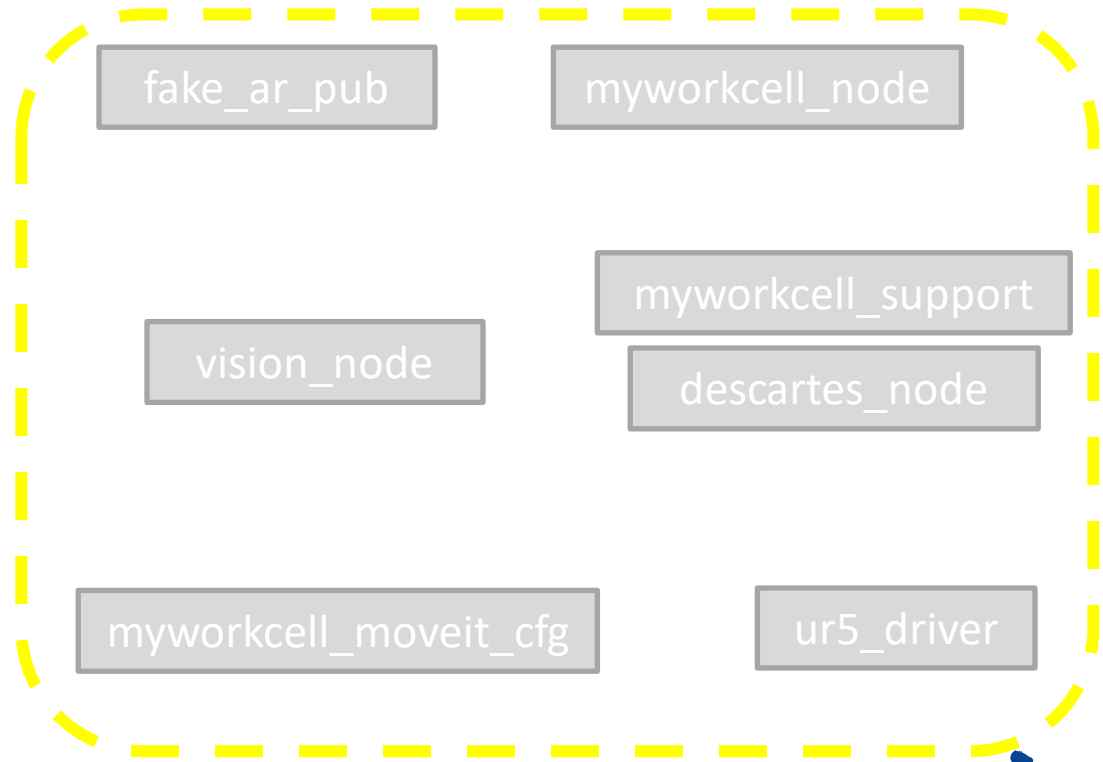 fake_ar_pub
myworkcell_node
myworkcell_support
vision_node
descartes_node
myworkcell_moveit_cfg
ur5_driver